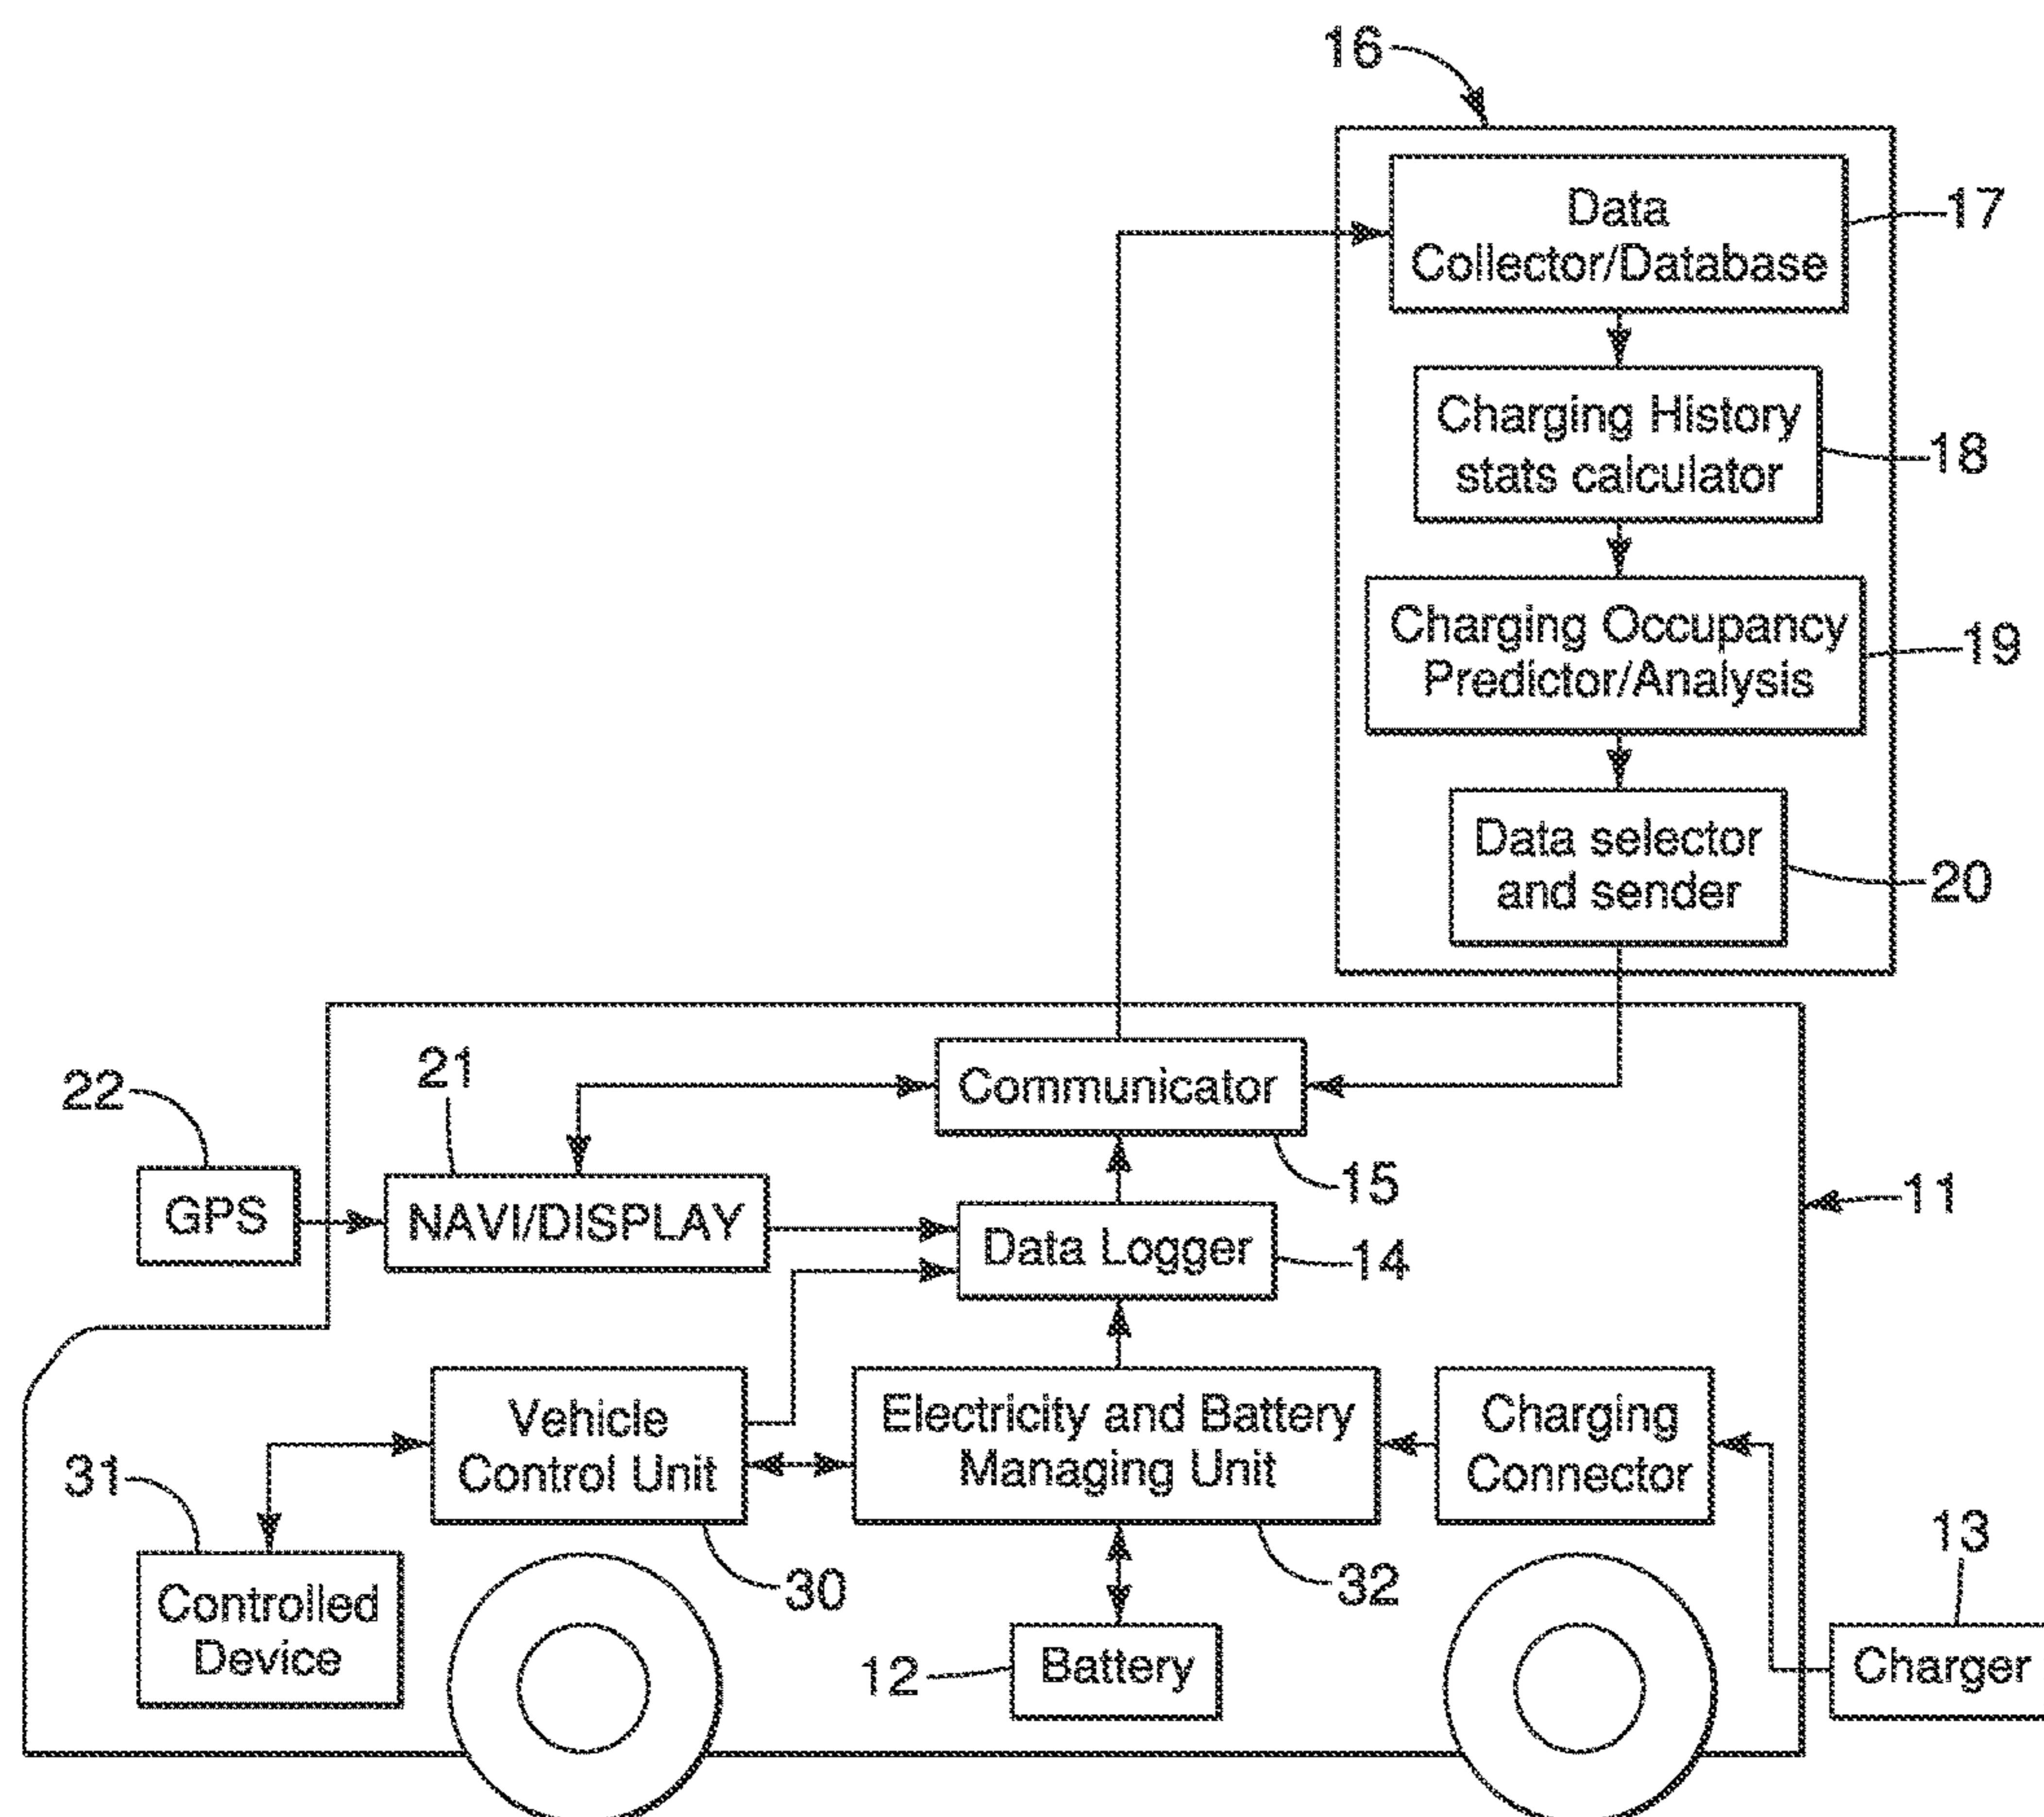 16
Data
Collector/Database
17
Charging History
stats calculator
18
Charging Occupancy
Predictor/Analysis
19
Data selector
and sender
20
21
22
Communicator
15
GPS
NAVI/DISPLAY
11
Data Logger
14
Vehicle
Control Unit
Electricity and Battery
Managing Unit
Charging
Connector
31
13
30
32
Controlled
Device
12
Battery
Charger